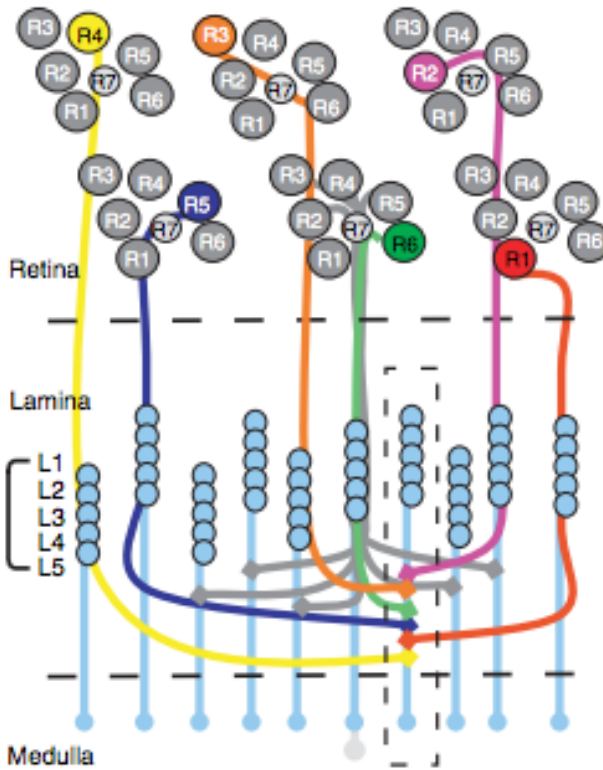 R3 R4 R5 R2 R7 R6 R1
R3 R4 R5 R2 R7 R6 R1
R3 R4 R5 R2 R7 R6 R1
R3 R4 R5 R2 R7 R6 R1
R3 R4 R5 R2 R7 R6 R1
R3 R4 R5 R2 R7 R6 R1
Retina
Lamina
L1
L2
L3
L4
L5
Medulla